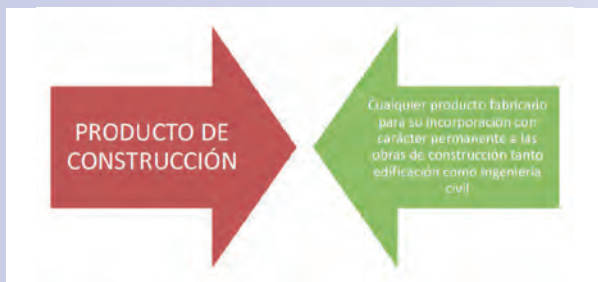 PRODUCTO DE
CONSTRUCCIÓN
Cualquier producto fabricado
para su incorporación con
carácter permanente a las
obras de construcción tanto
edificación como ingeniería
civil